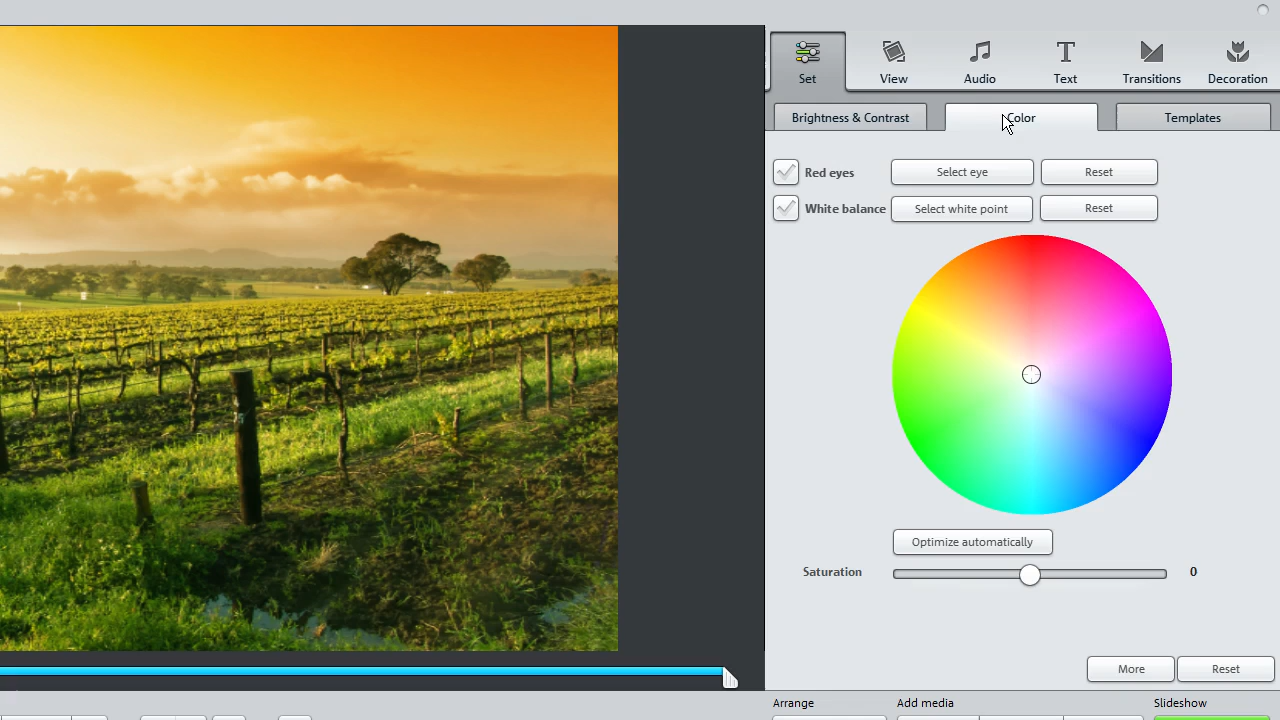 Set
View
Audio
Text
Transitions
Decoration
Brightness & Contrast
Color
Templates
Red eyes
Select eye
Reset
White balance
Select white point
Reset
Optimize automatically
Saturation
0
More
Reset
Arrange
Add media
Slideshow